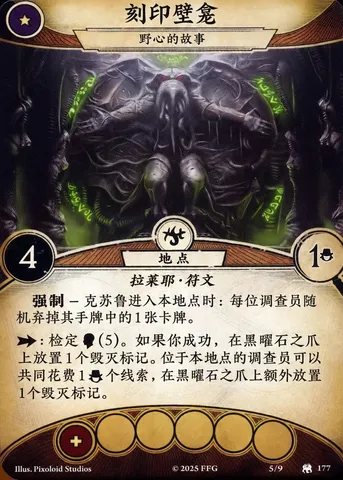 刻印壁龛
野心的故事
4
地点
1
拉莱耶·符文
强制 – 克苏鲁进入本地点时：每位调查员随
机弃掉其手牌中的1张卡牌。
：检定（5）。如果你成功，在黑曜石之爪
上放置1个毁灭标记。位于本地点的调查员可以
共同花费1个线索，在黑曜石之爪上额外放置
1个毁灭标记。
Illus. Pixoloid Studios
© 2025 FFG
5/9
177